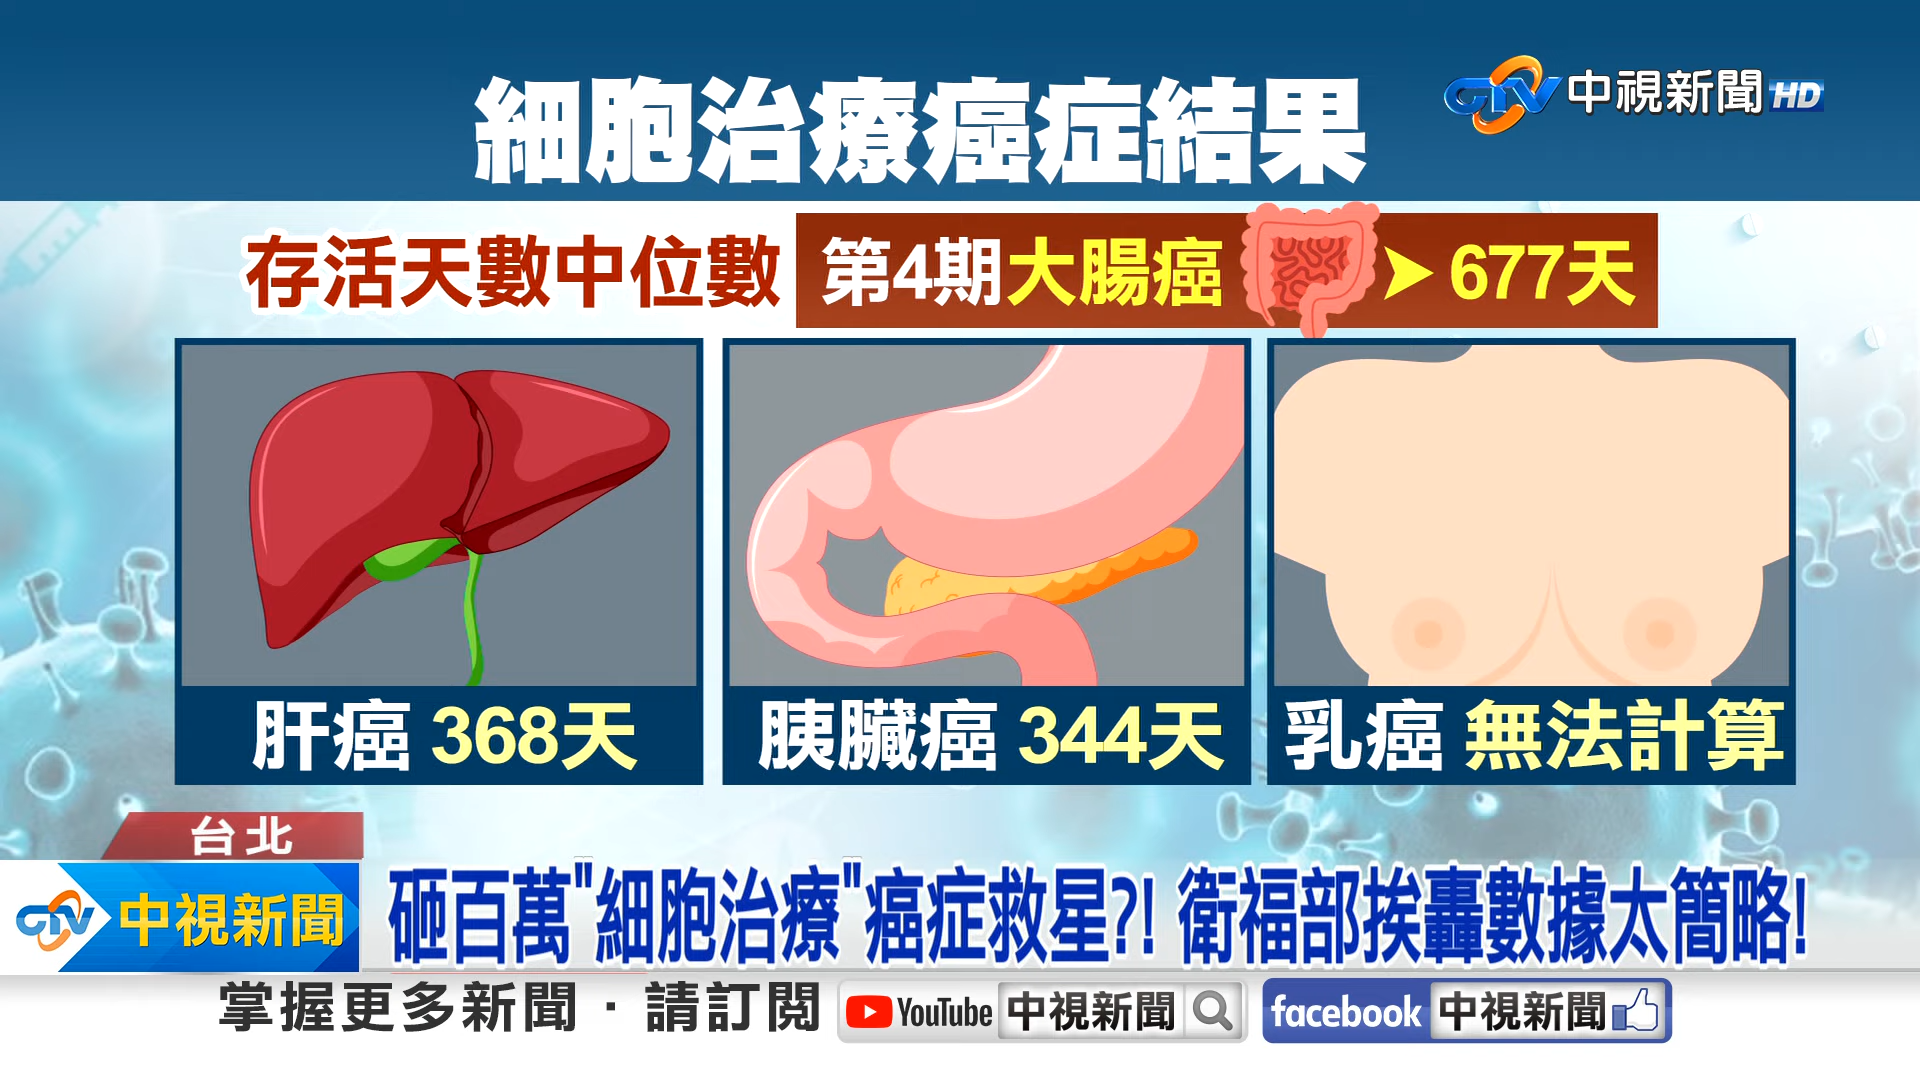 細胞治療癌症結果
CTV 中視新聞 HD
存活天數中位數 第4期大腸癌 677天
肝癌 368天
胰臟癌 344天
乳癌 無法計算
台北
CTV 中視新聞
砸百萬"細胞治療"癌症救星?! 衛福部挨轟數據太簡略!
掌握更多新聞・請訂閱 YouTube 中視新聞 facebook 中視新聞